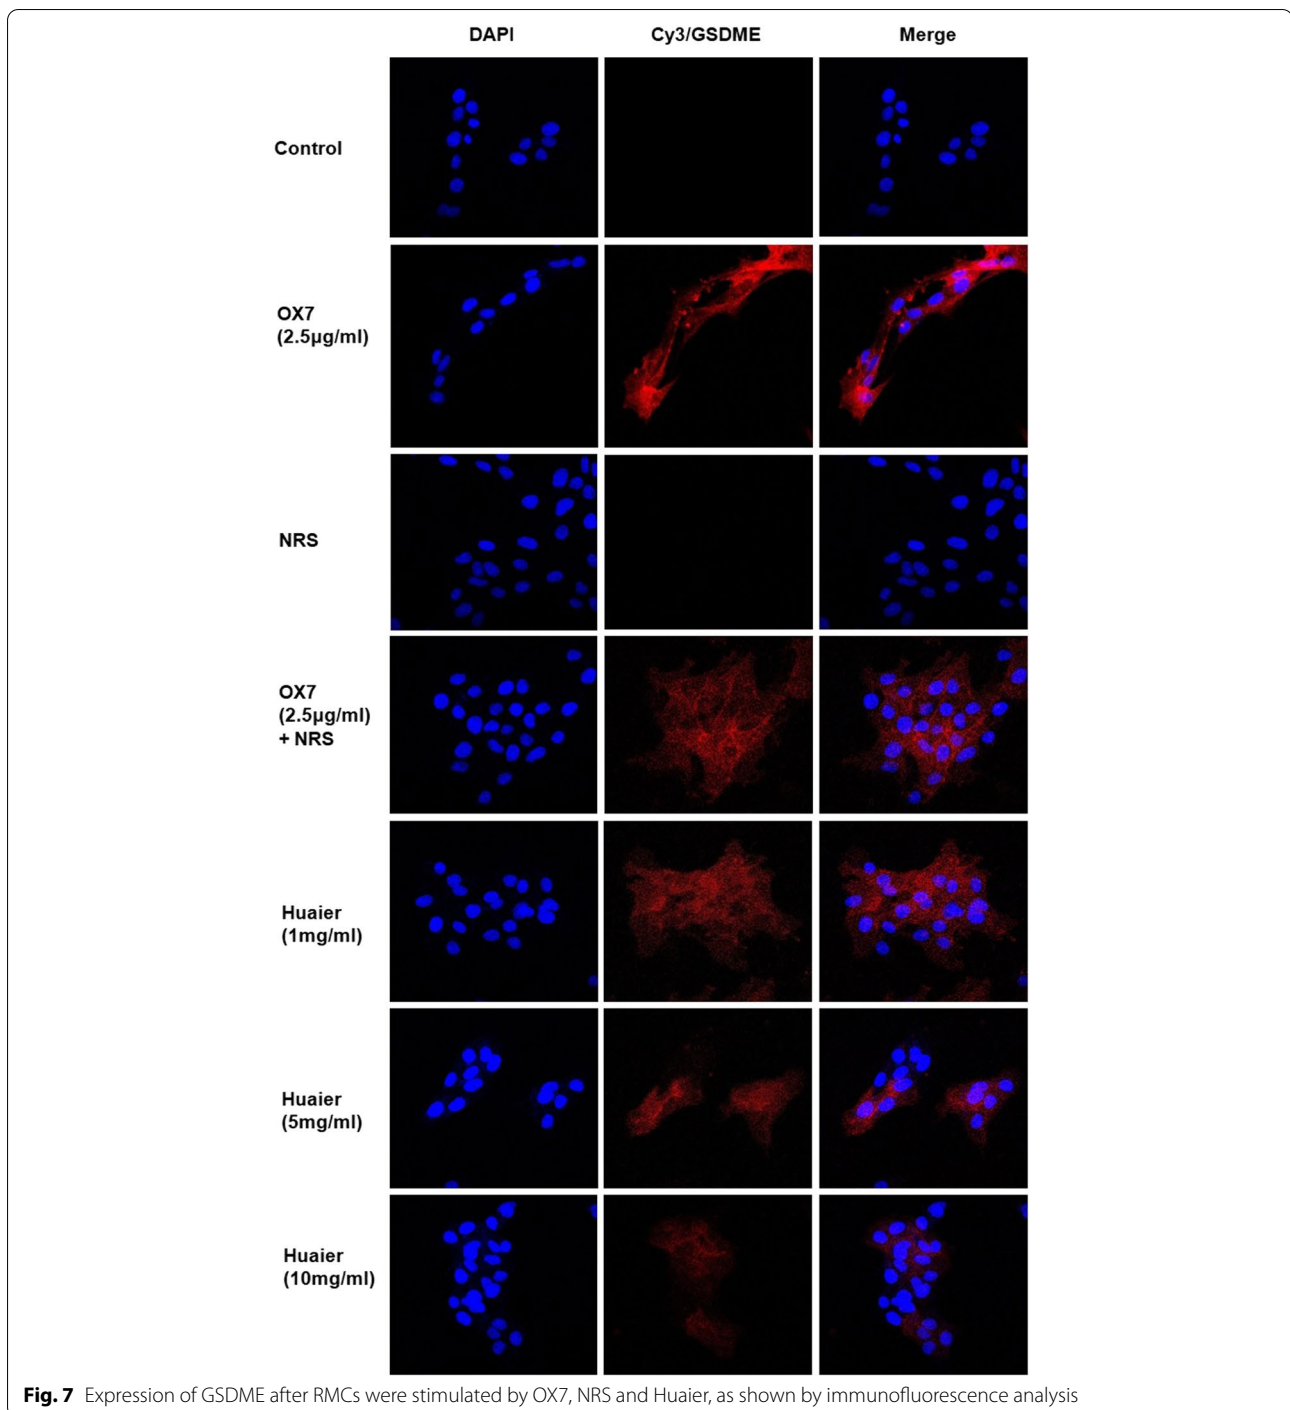 DAPI Cy3/GSDME Merge
Control
OX7
(2.5µg/ml)
NRS
OX7
(2.5µg/ml)
+ NRS
Huaier
(1mg/ml)
Huaier
(5mg/ml)
Huaier
(10mg/ml)
Fig. 7 Expression of GSDME after RMCs were stimulated by OX7, NRS and Huaier, as shown by immunofluorescence analysis